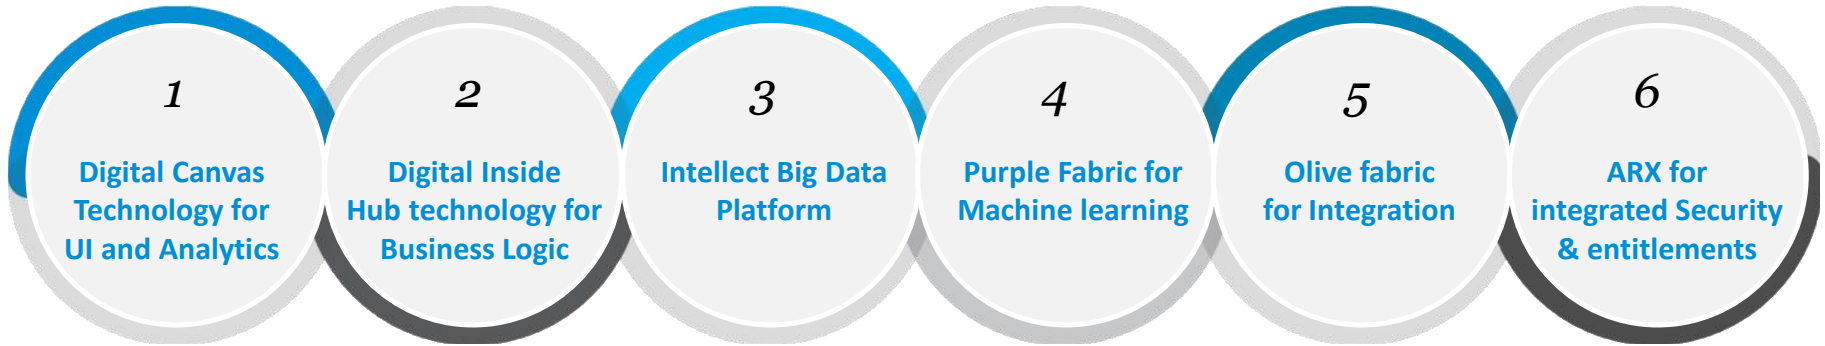 1
Digital Canvas
Technology for
UI and Analytics
2
Digital Inside
Hub technology for
Business Logic
3
Intellect Big Data
Platform
4
Purple Fabric for
Machine learning
5
Olive fabric
for Integration
6
ARX for
integrated Security
& entitlements